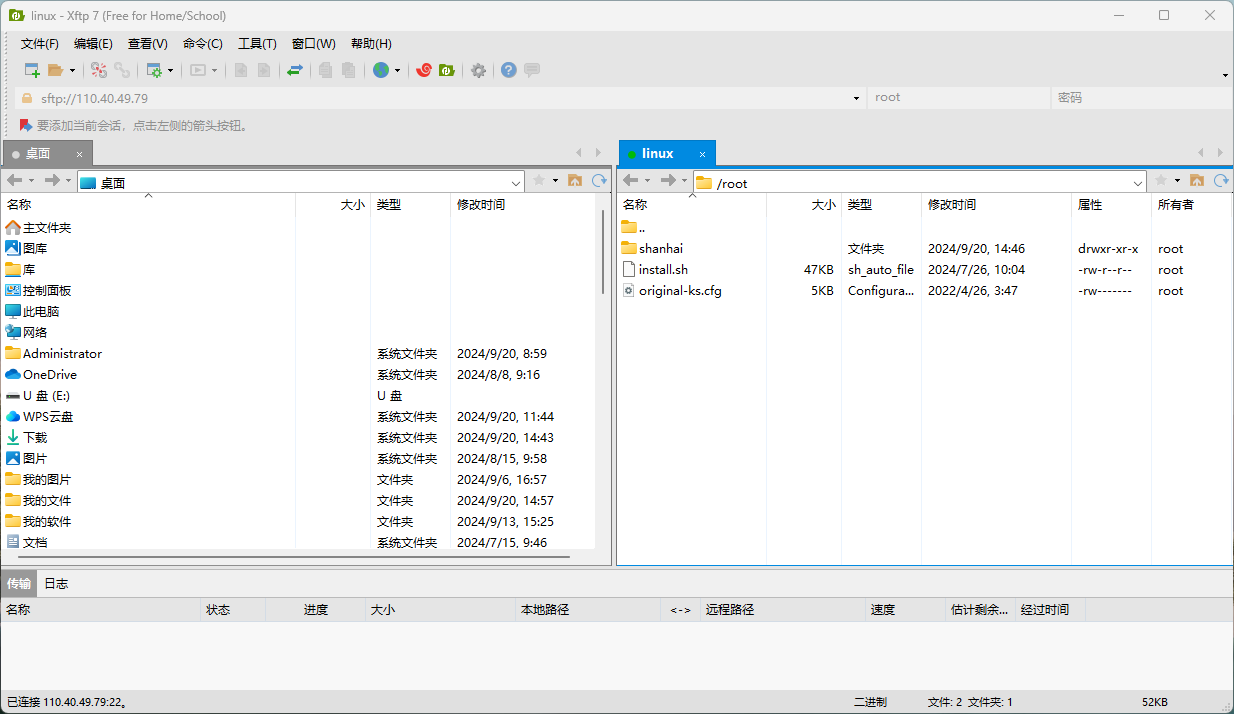 linux - Xftp 7 (Free for Home/School)
文件(F) 编辑(E) 查看(V) 命令(C) 工具(T) 窗口(W) 帮助(H)
sftp://110.40.49.79 root 密码
要添加当前会话，点击左侧的箭头按钮。
桌面 × linux ×
桌面 /root
名称 大小 类型 修改时间 名称 大小 类型 修改时间 属性 所有者
主文件夹 ..
图库 shanhai 文件夹 2024/9/20, 14:46 drwxr-xr-x root
库 install.sh 47KB sh_auto_file 2024/7/26, 10:04 -rw-r--r-- root
控制面板 original-ks.cfg 5KB Configura... 2022/4/26, 3:47 -rw------- root
此电脑
网络
Administrator 系统文件夹 2024/9/20, 8:59
OneDrive 系统文件夹 2024/8/8, 9:16
U 盘 (E:) U 盘
WPS云盘 系统文件夹 2024/9/20, 11:44
下载 系统文件夹 2024/9/20, 14:43
图片 系统文件夹 2024/8/15, 9:58
我的图片 文件夹 2024/9/6, 16:57
我的文件 文件夹 2024/9/20, 14:57
我的软件 文件夹 2024/9/13, 15:25
文档 系统文件夹 2024/7/15, 9:46
传输 日志
名称 状态 进度 大小 本地路径 <-> 远程路径 速度 估计剩余... 经过时间
已连接 110.40.49.79:22。 二进制 文件: 2 文件夹: 1 52KB